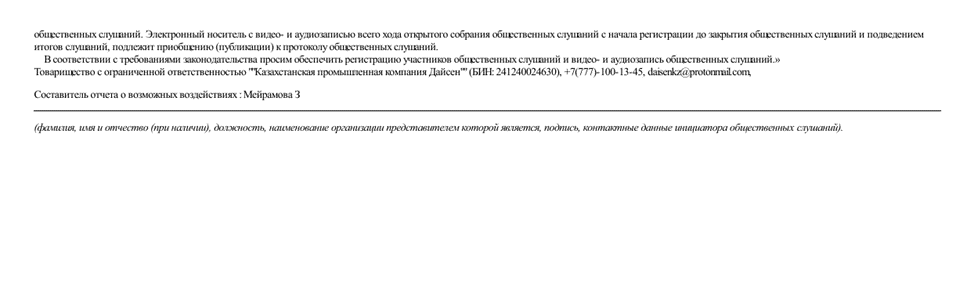 общественных слушаний. Электронный носитель с видео- и аудиозаписью всего хода открытого собрания общественных слушаний с начала регистрации до закрытия общественных слушаний и подведением
итогов слушаний, подлежит приобщению (публикации) к протоколу общественных слушаний.
В соответствии с требованиями законодательства просим обеспечить регистрацию участников общественных слушаний и видео- и аудиозапись общественных слушаний.»
Товарищество с ограниченной ответственностью ""Казахстанская промышленная компания Дайсен"" (БИН: 241240024630), +7(777)-100-13-45, daisenkz@protonmail.com,
Составитель отчета о возможных воздействиях : Мейрамова З
(фамилия, имя и отчество (при наличии), должность, наименование организации представителем которой является, подпись, контактные данные инициатора общественных слушаний).